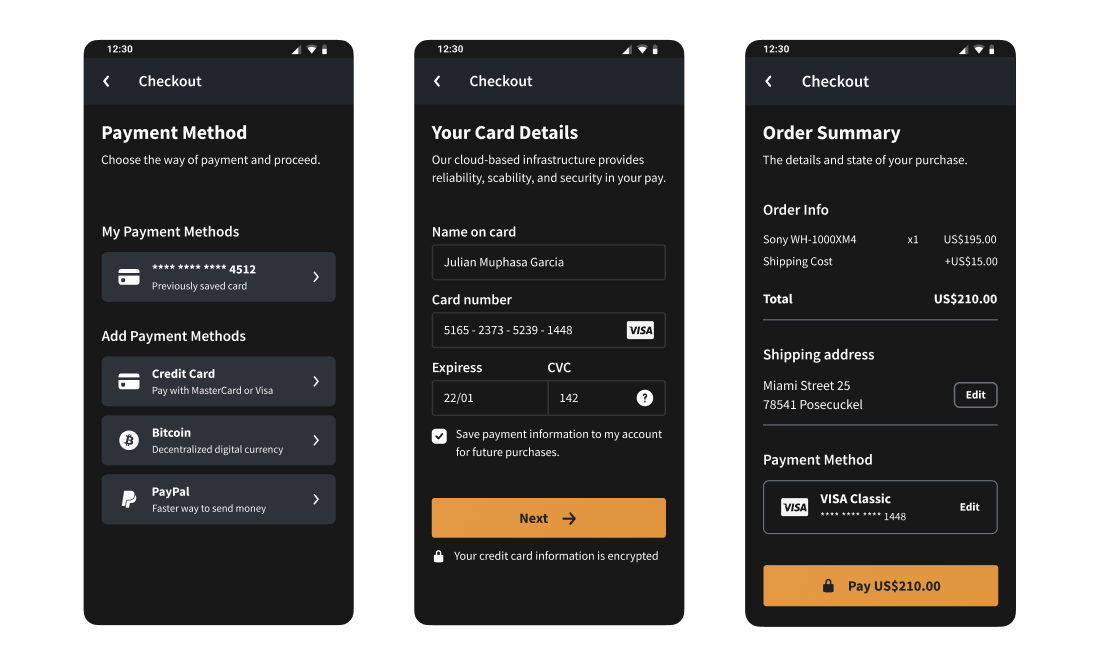 12:30
Checkout
Payment Method
Choose the way of payment and proceed.
My Payment Methods
**** **** **** 4512
Previously saved card
Add Payment Methods
Credit Card
Pay with MasterCard or Visa
Bitcoin
Decentralized digital currency
PayPal
Faster way to send money
12:30
Checkout
Your Card Details
Our cloud-based infrastructure provides
reliability, scability, and security in your pay.
Name on card
Julian Muphasa Garcia
Card number
5165 - 2373 - 5239 - 1448 VISA
Expiress CVC
22/01 142 ?
Save payment information to my account
for future purchases.
Next
Your credit card information is encrypted
12:30
Checkout
Order Summary
The details and state of your purchase.
Order Info
Sony WH-1000XM4 x1 US$195.00
Shipping Cost +US$15.00
Total US$210.00
Shipping address
Miami Street 25
78541 Posecuckel
Edit
Payment Method
VISA VISA Classic
**** **** **** 1448
Edit
Pay US$210.00